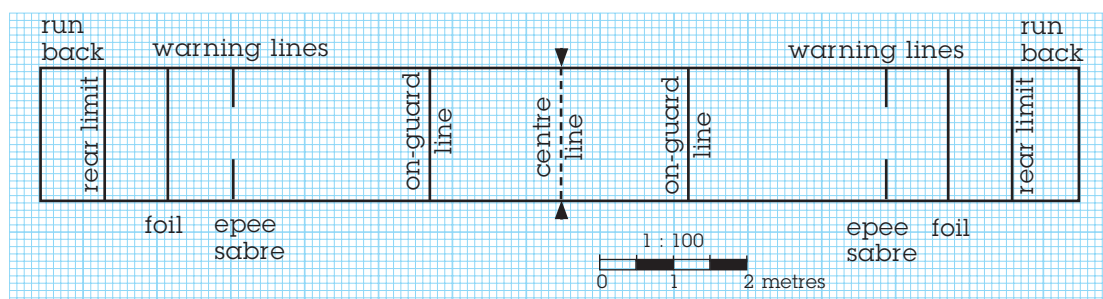 run
back
warning lines
warning lines
run
back
rear limit
on-guard
line
centre
line
on-guard
line
rear limit
foil
epee
sabre
epee
sabre
foil
1 : 100
0 1 2 metres